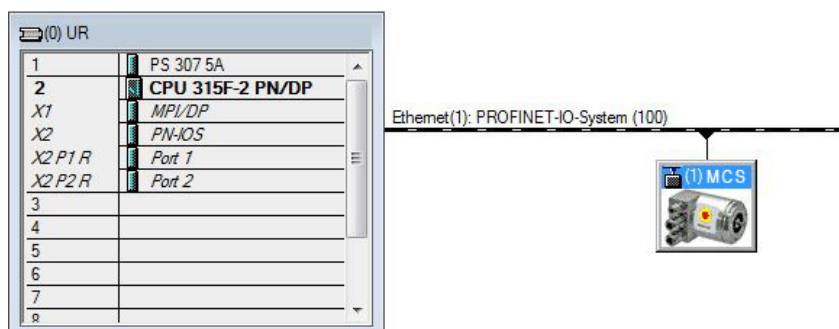 (0) UR
1 PS 307 5A
2 CPU 315F-2 PN/DP
X1 MPI/DP
X2 PN-IOS
X2 P1 R Port 1
X2 P2 R Port 2
3
4
5
6
7
8
Ethernet(1): PROFINET-IO-System (100)
(1) MCS